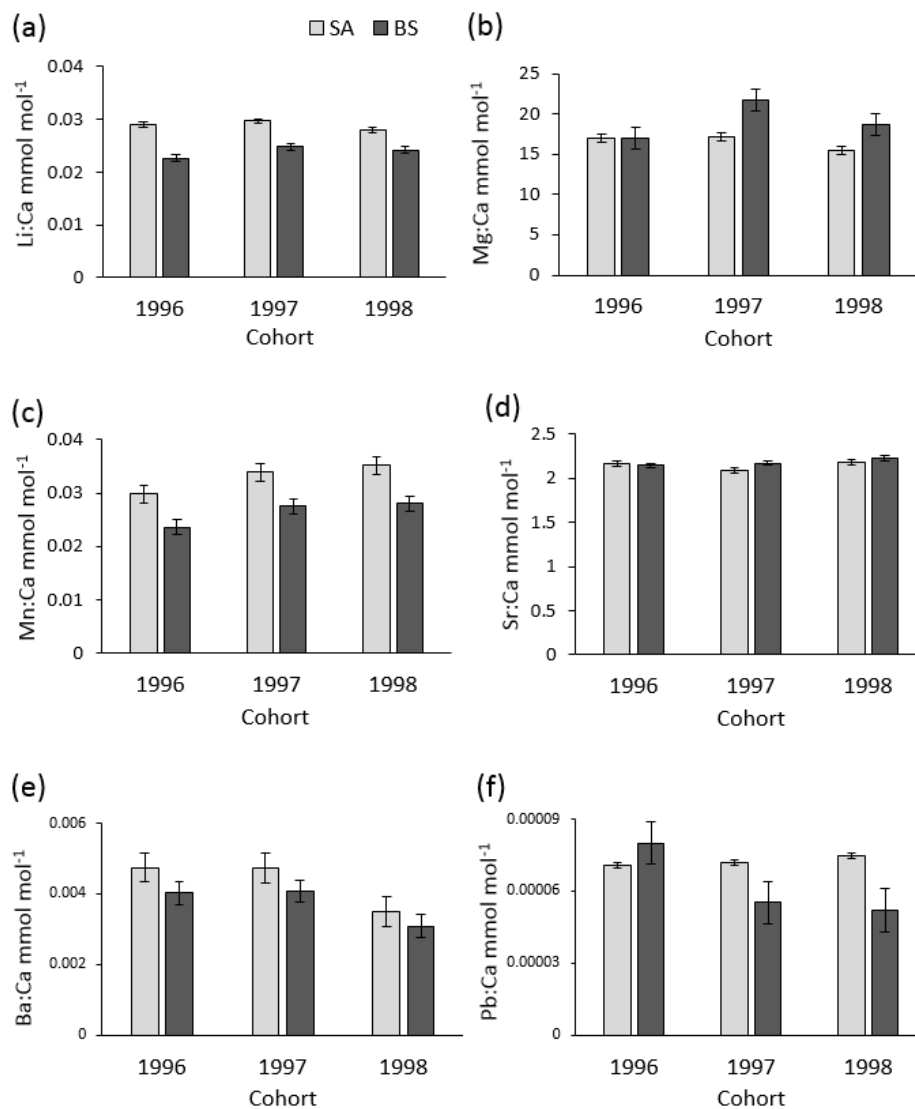 (a)
SA BS
Li:Ca mmol mol⁻¹
0.04
0.03
0.02
0.01
0
1996 1997 1998
Cohort
(b)
Mg:Ca mmol mol⁻¹
25
20
15
10
5
0
1996 1997 1998
Cohort
(c)
Mn:Ca mmol mol⁻¹
0.04
0.03
0.02
0.01
0
1996 1997 1998
Cohort
(d)
Sr:Ca mmol mol⁻¹
2.5
2
1.5
1
0.5
0
1996 1997 1998
Cohort
(e)
Ba:Ca mmol mol⁻¹
0.006
0.004
0.002
0
1996 1997 1998
Cohort
(f)
Pb:Ca mmol mol⁻¹
0.00009
0.00006
0.00003
0
1996 1997 1998
Cohort